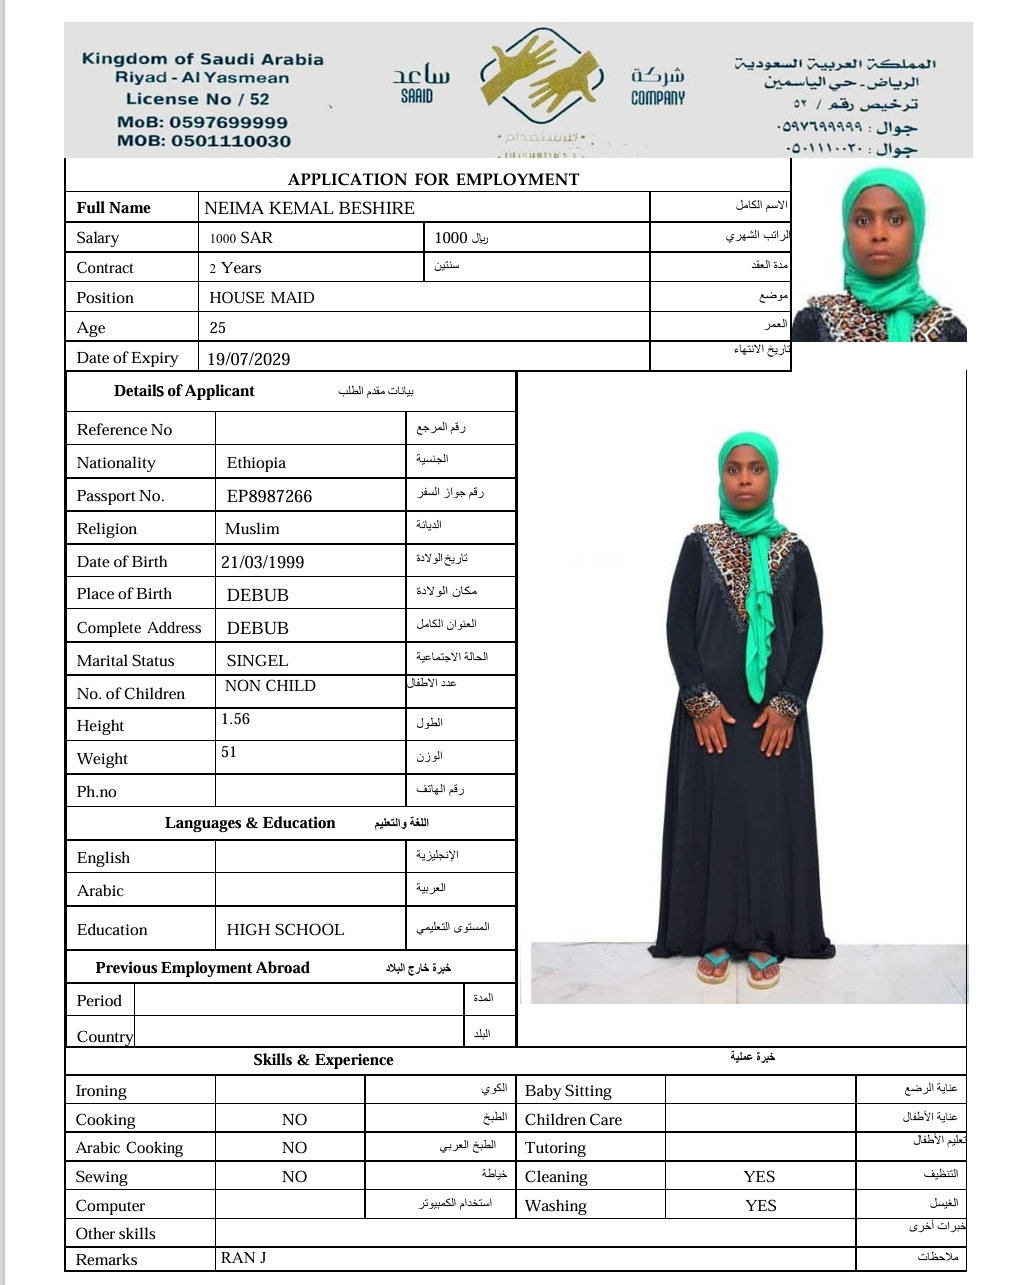 Kingdom of Saudi Arabia
Riyad - Al Yasmean
License No / 52
MoB: 0597699999
MOB: 0501110030
ساعد
SAAID
شركة
COMPANY
للإستقدام
المملكة العربية السعودية
الرياض - حي الياسمين
ترخيص رقم / ٥٢
جوال : ٠٥٩٧٦٩٩٩٩٩
جوال : ٠٥٠١١١٠٠٣٠
APPLICATION FOR EMPLOYMENT
Full Name NEIMA KEMAL BESHIRE الاسم الكامل
Salary 1000 SAR 1000 ريال الراتب الشهري
Contract 2 Years سنتين مدة العقد
Position HOUSE MAID موضع
Age 25 العمر
Date of Expiry 19/07/2029 تاريخ الانتهاء
Details of Applicant بيانات مقدم الطلب
Reference No رقم المرجع
Nationality Ethiopia الجنسية
Passport No. EP8987266 رقم جواز السفر
Religion Muslim الديانة
Date of Birth 21/03/1999 تاريخ الولادة
Place of Birth DEBUB مكان الولادة
Complete Address DEBUB العنوان الكامل
Marital Status SINGEL الحالة الاجتماعية
No. of Children NON CHILD عدد الاطفال
Height 1.56 الطول
Weight 51 الوزن
Ph.no رقم الهاتف
Languages & Education اللغة والتعليم
English الإنجليزية
Arabic العربية
Education HIGH SCHOOL المستوى التعليمي
Previous Employment Abroad خبرة خارج البلاد
Period المدة
Country البلد
Skills & Experience خبرة عملية
Ironing الكوي Baby Sitting عناية الرضع
Cooking NO الطبخ Children Care عناية الأطفال
Arabic Cooking NO الطبخ العربي Tutoring تعليم الأطفال
Sewing NO خياطة Cleaning YES التنظيف
Computer استخدام الكمبيوتر Washing YES الغيسل
Other skills خبرات أخرى
Remarks RAN J ملاحظات